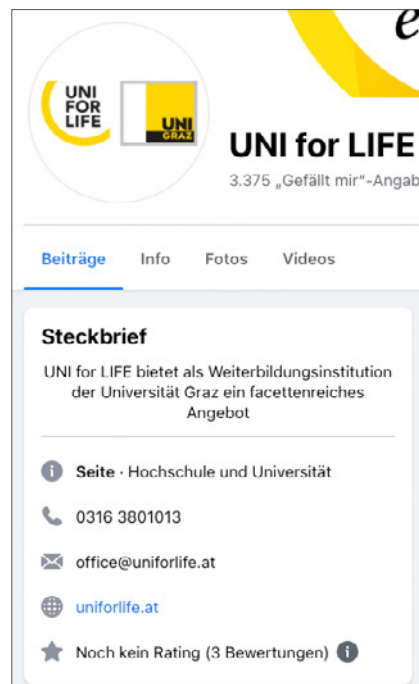 e
UNI
FOR
LIFE
UNI
GRAZ
UNI for LIFE
3.375 „Gefällt mir“-Angab
Beiträge Info Fotos Videos
Steckbrief
UNI for LIFE bietet als Weiterbildungsinstitution
der Universität Graz ein facettenreiches
Angebot
Seite · Hochschule und Universität
0316 3801013
office@uniforlife.at
uniforlife.at
Noch kein Rating (3 Bewertungen)